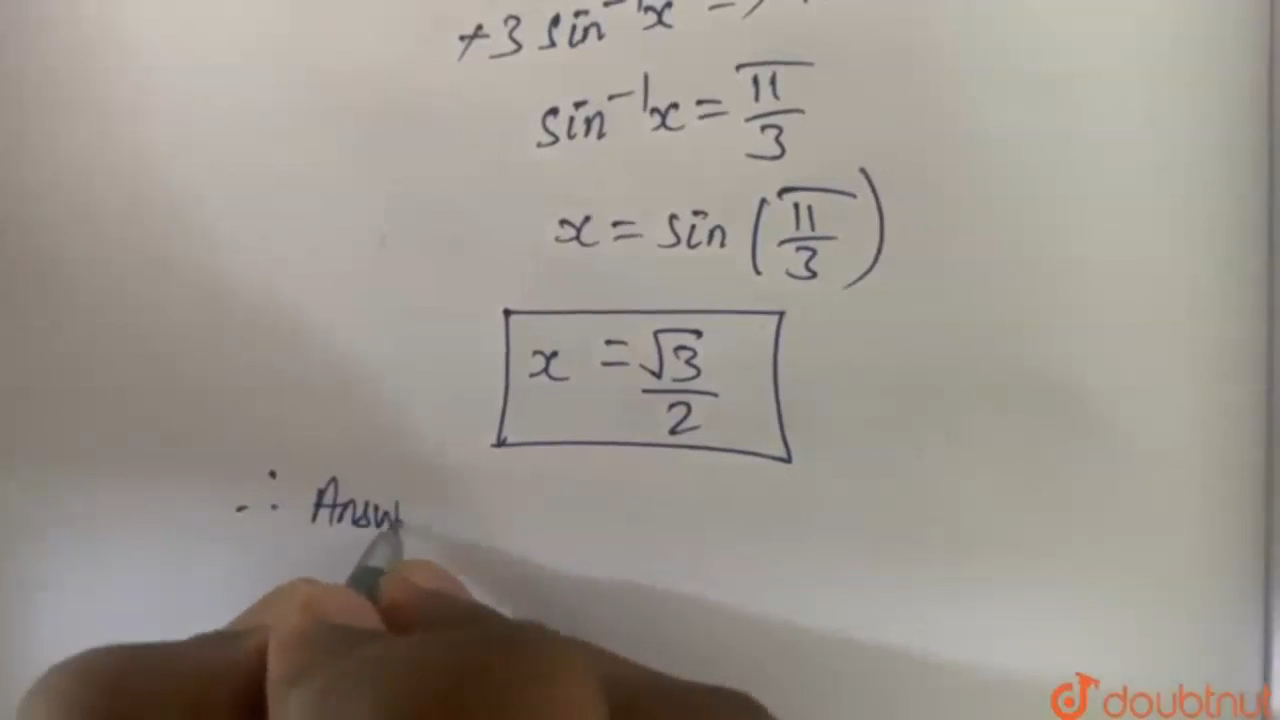 +3 sin⁻¹x =
sin⁻¹x = π/3
x = sin (π/3)
x = √3/2
∴ Answ
doubtnut